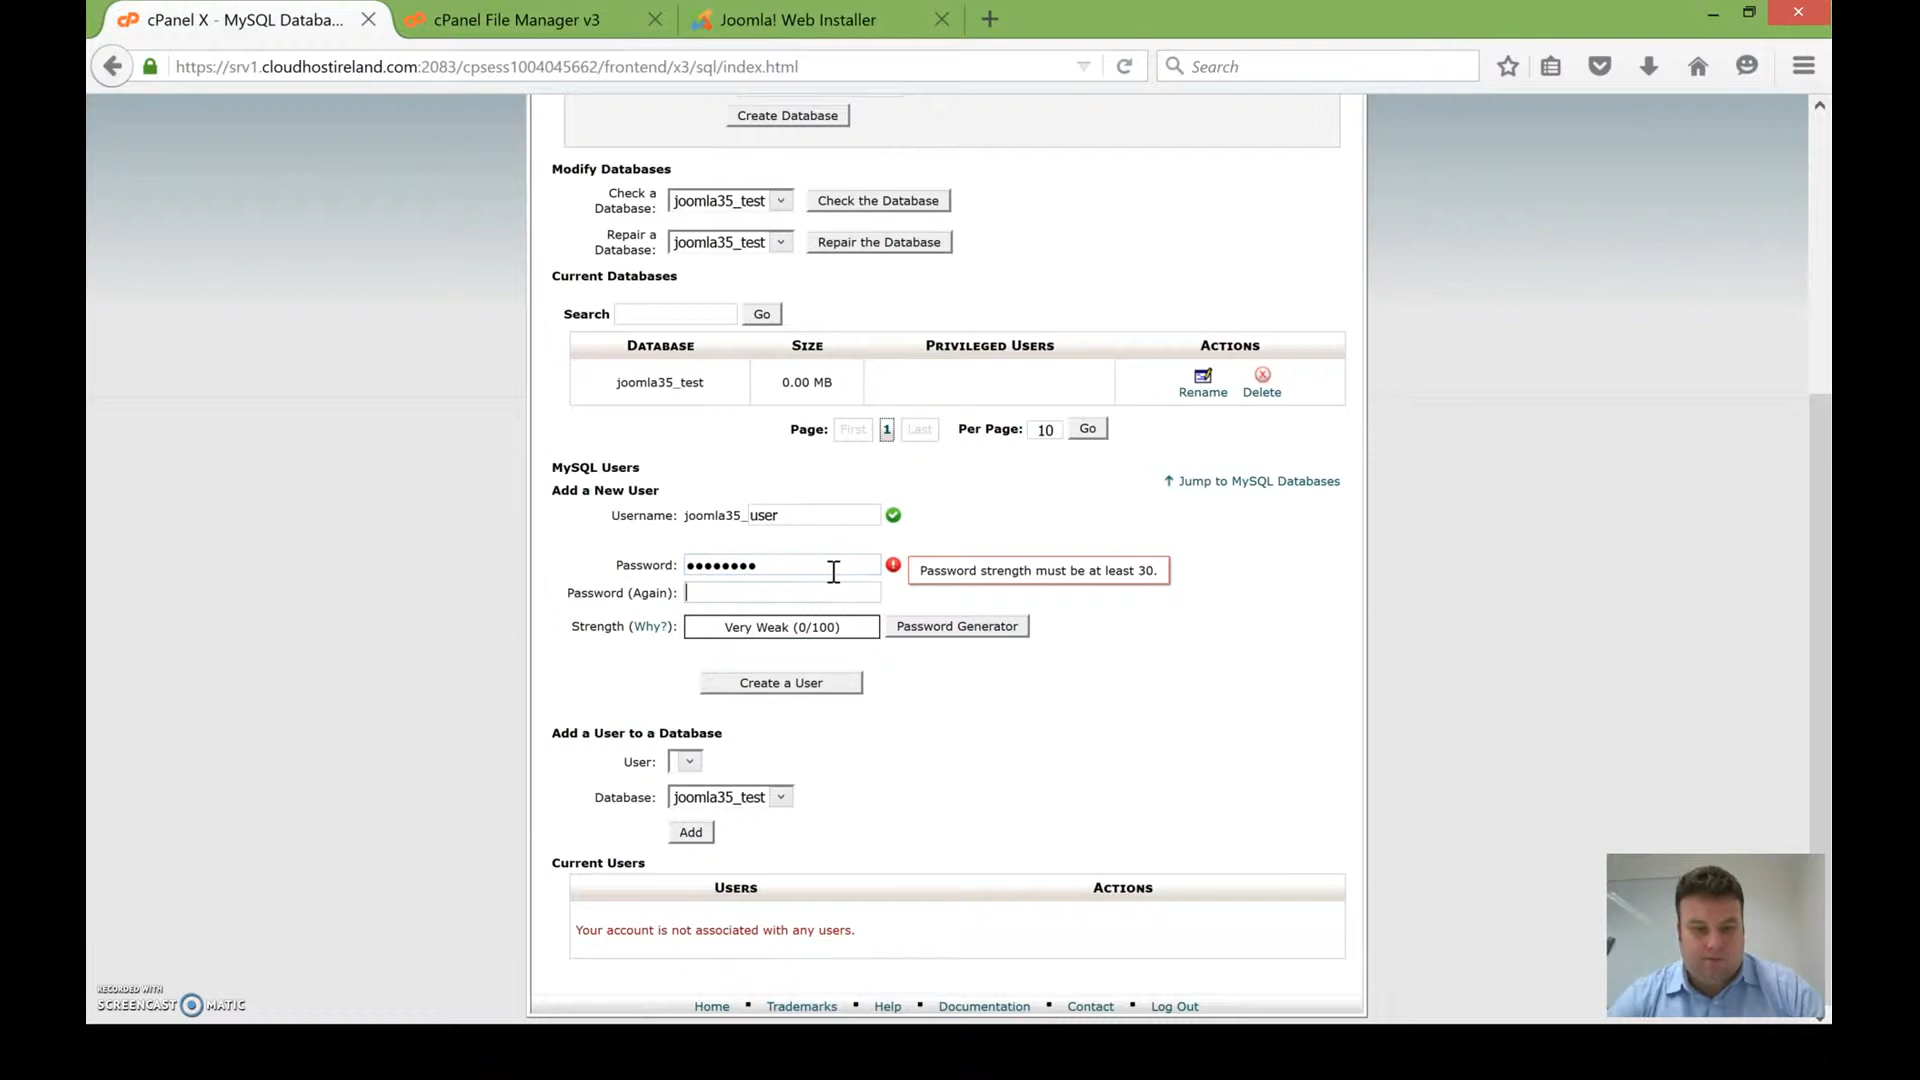 cPanel X - MySQL Databa...
cPanel File Manager v3
Joomla! Web Installer
https://srv1.cloudhostireland.com:2083/cpsess1004045662/frontend/x3/sql/index.html
Search
Create Database
Modify Databases
Check a Database: joomla35_test Check the Database
Repair a Database: joomla35_test Repair the Database
Current Databases
Search Go
DATABASE SIZE PRIVILEGED USERS ACTIONS
joomla35_test 0.00 MB Rename Delete
Page: First 1 Last Per Page: 10 Go
MySQL Users
↑ Jump to MySQL Databases
Add a New User
Username: joomla35_user
Password: ●●●●●●●● Password strength must be at least 30.
Password (Again):
Strength (Why?): Very Weak (0/100) Password Generator
Create a User
Add a User to a Database
User:
Database: joomla35_test
Add
Current Users
USERS ACTIONS
Your account is not associated with any users.
Home ▪ Trademarks ▪ Help ▪ Documentation ▪ Contact ▪ Log Out
RECORDED WITH
SCREENCAST MATIC